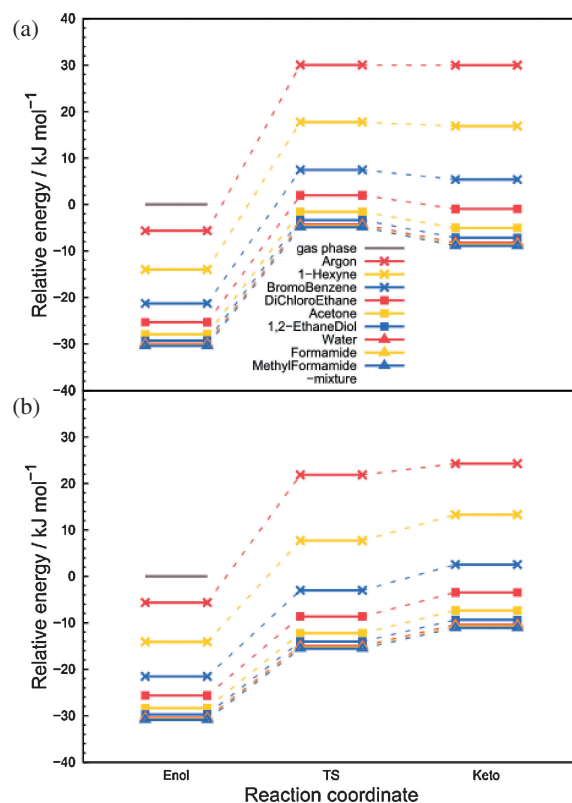 (a)
Relative energy / kJ mol⁻¹
40
30
20
10
0
−10
−20
−30
−40
gas phase
Argon
1−Hexyne
BromoBenzene
DiChloroEthane
Acetone
1,2−EthaneDiol
Water
Formamide
MethylFormamide
−mixture
(b)
Relative energy / kJ mol⁻¹
30
20
10
0
−10
−20
−30
−40
Enol
TS
Keto
Reaction coordinate